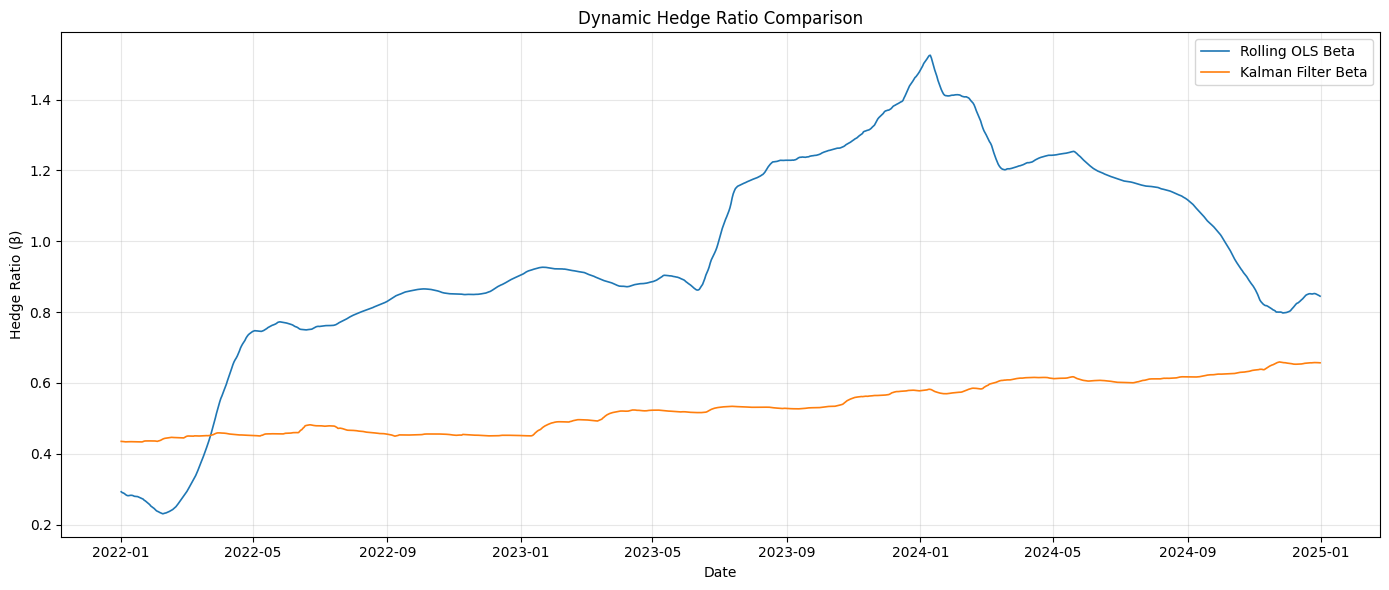 Dynamic Hedge Ratio Comparison
Rolling OLS Beta
Kalman Filter Beta
Hedge Ratio (β)
1.4
1.2
1.0
0.8
0.6
0.4
0.2
2022-01 2022-05 2022-09 2023-01 2023-05 2023-09 2024-01 2024-05 2024-09 2025-01
Date